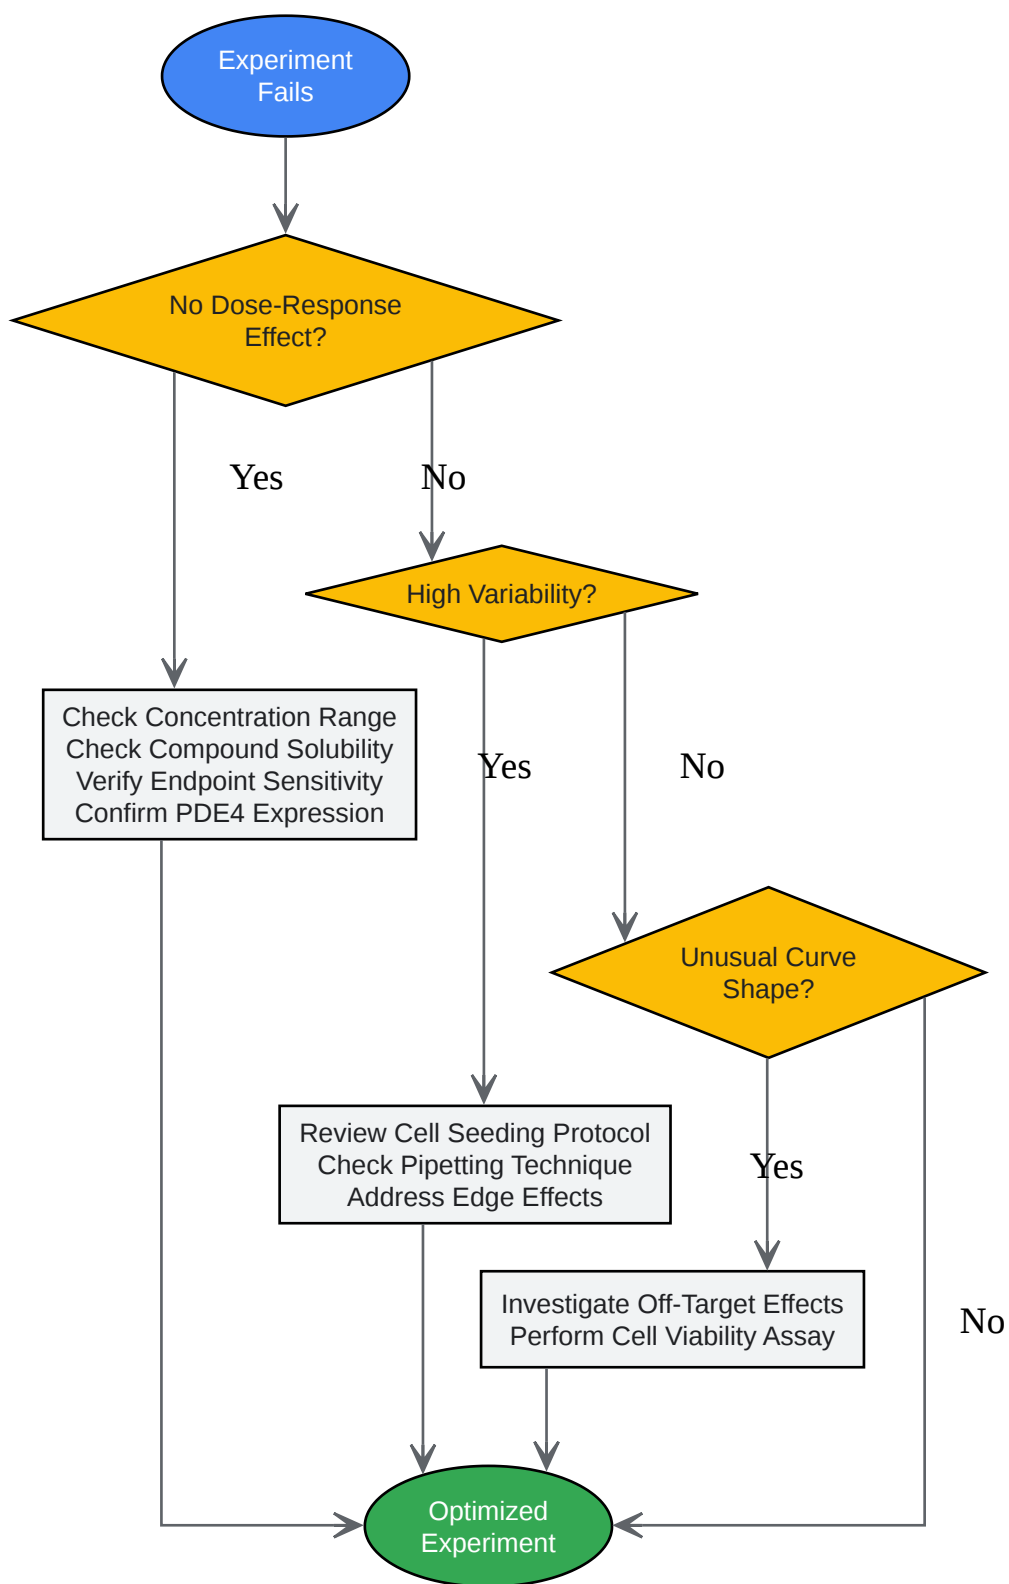 Experiment
Fails
No Dose-Response
Effect?
Yes
No
High Variability?
Check Concentration Range
Check Compound Solubility
Verify Endpoint Sensitivity
Confirm PDE4 Expression
Yes
No
Unusual Curve
Shape?
Review Cell Seeding Protocol
Check Pipetting Technique
Address Edge Effects
Yes
Investigate Off-Target Effects
Perform Cell Viability Assay
No
Optimized
Experiment